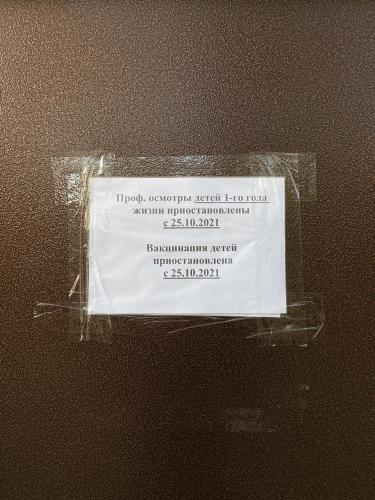 Проф. осмотры детей 1-го года
жизни приостановлены
с 25.10.2021
Вакцинация детей
приостановлена
с 25.10.2021